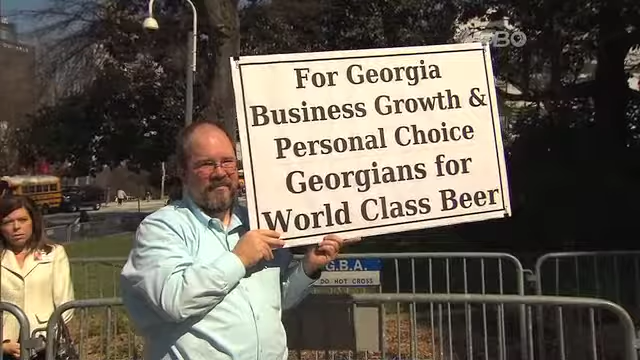 For Georgia
Business Growth &
Personal Choice
Georgians for
World Class Beer
G.B.A.
DO NOT CROSS